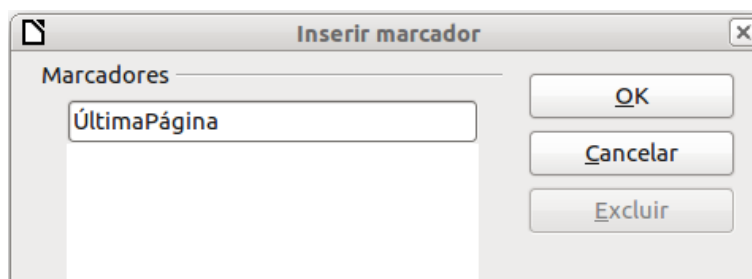 Inserir marcador
Marcadores
OK
ÚltimaPágina
Cancelar
Excluir